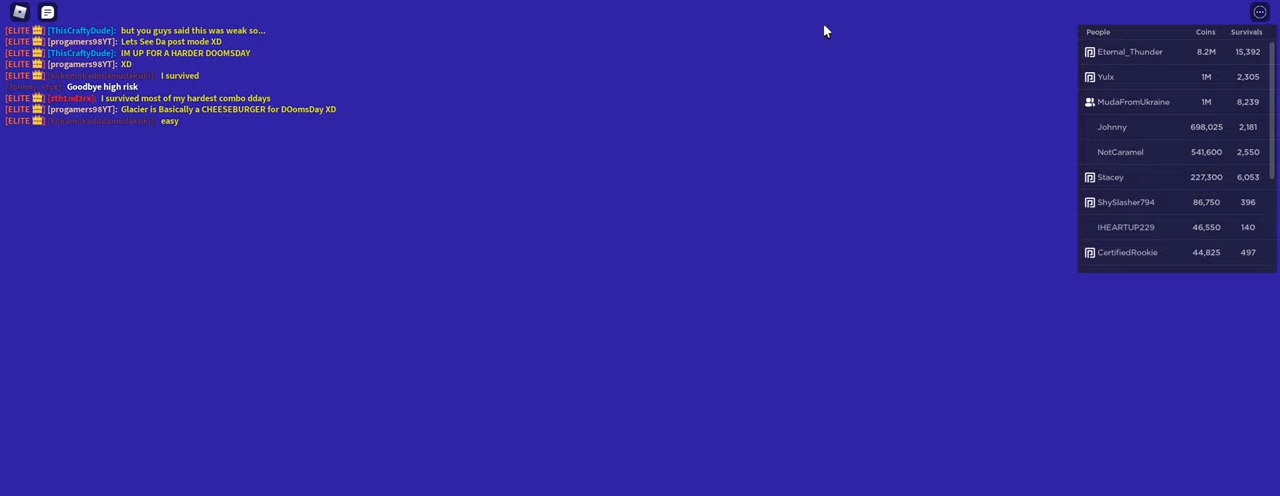 [ELITE 👑] [ThisCraftyDude]: but you guys said this was weak so...
[ELITE 👑] [progamers98YT]: Lets See Da post mode XD
[ELITE 👑] [ThisCraftyDude]: IM UP FOR A HARDER DOOMSDAY
[ELITE 👑] [progamers98YT]: XD
[ELITE 👑] I survived
Goodbye high risk
[ELITE 👑] I survived most of my hardest combo ddays
[ELITE 👑] [progamers98YT]: Glacier is Basically a CHEESEBURGER for DOomsDay XD
[ELITE 👑] easy
People Coins Survivals
Eternal_Thunder 8.2M 15,392
Yulx 1M 2,305
MudaFromUkraine 1M 8,239
Johnny 698,025 2,181
NotCaramel 541,600 2,550
Stacey 227,300 6,053
ShySlasher794 86,750 396
IHEARTUP229 46,550 140
CertifiedRookie 44,825 497